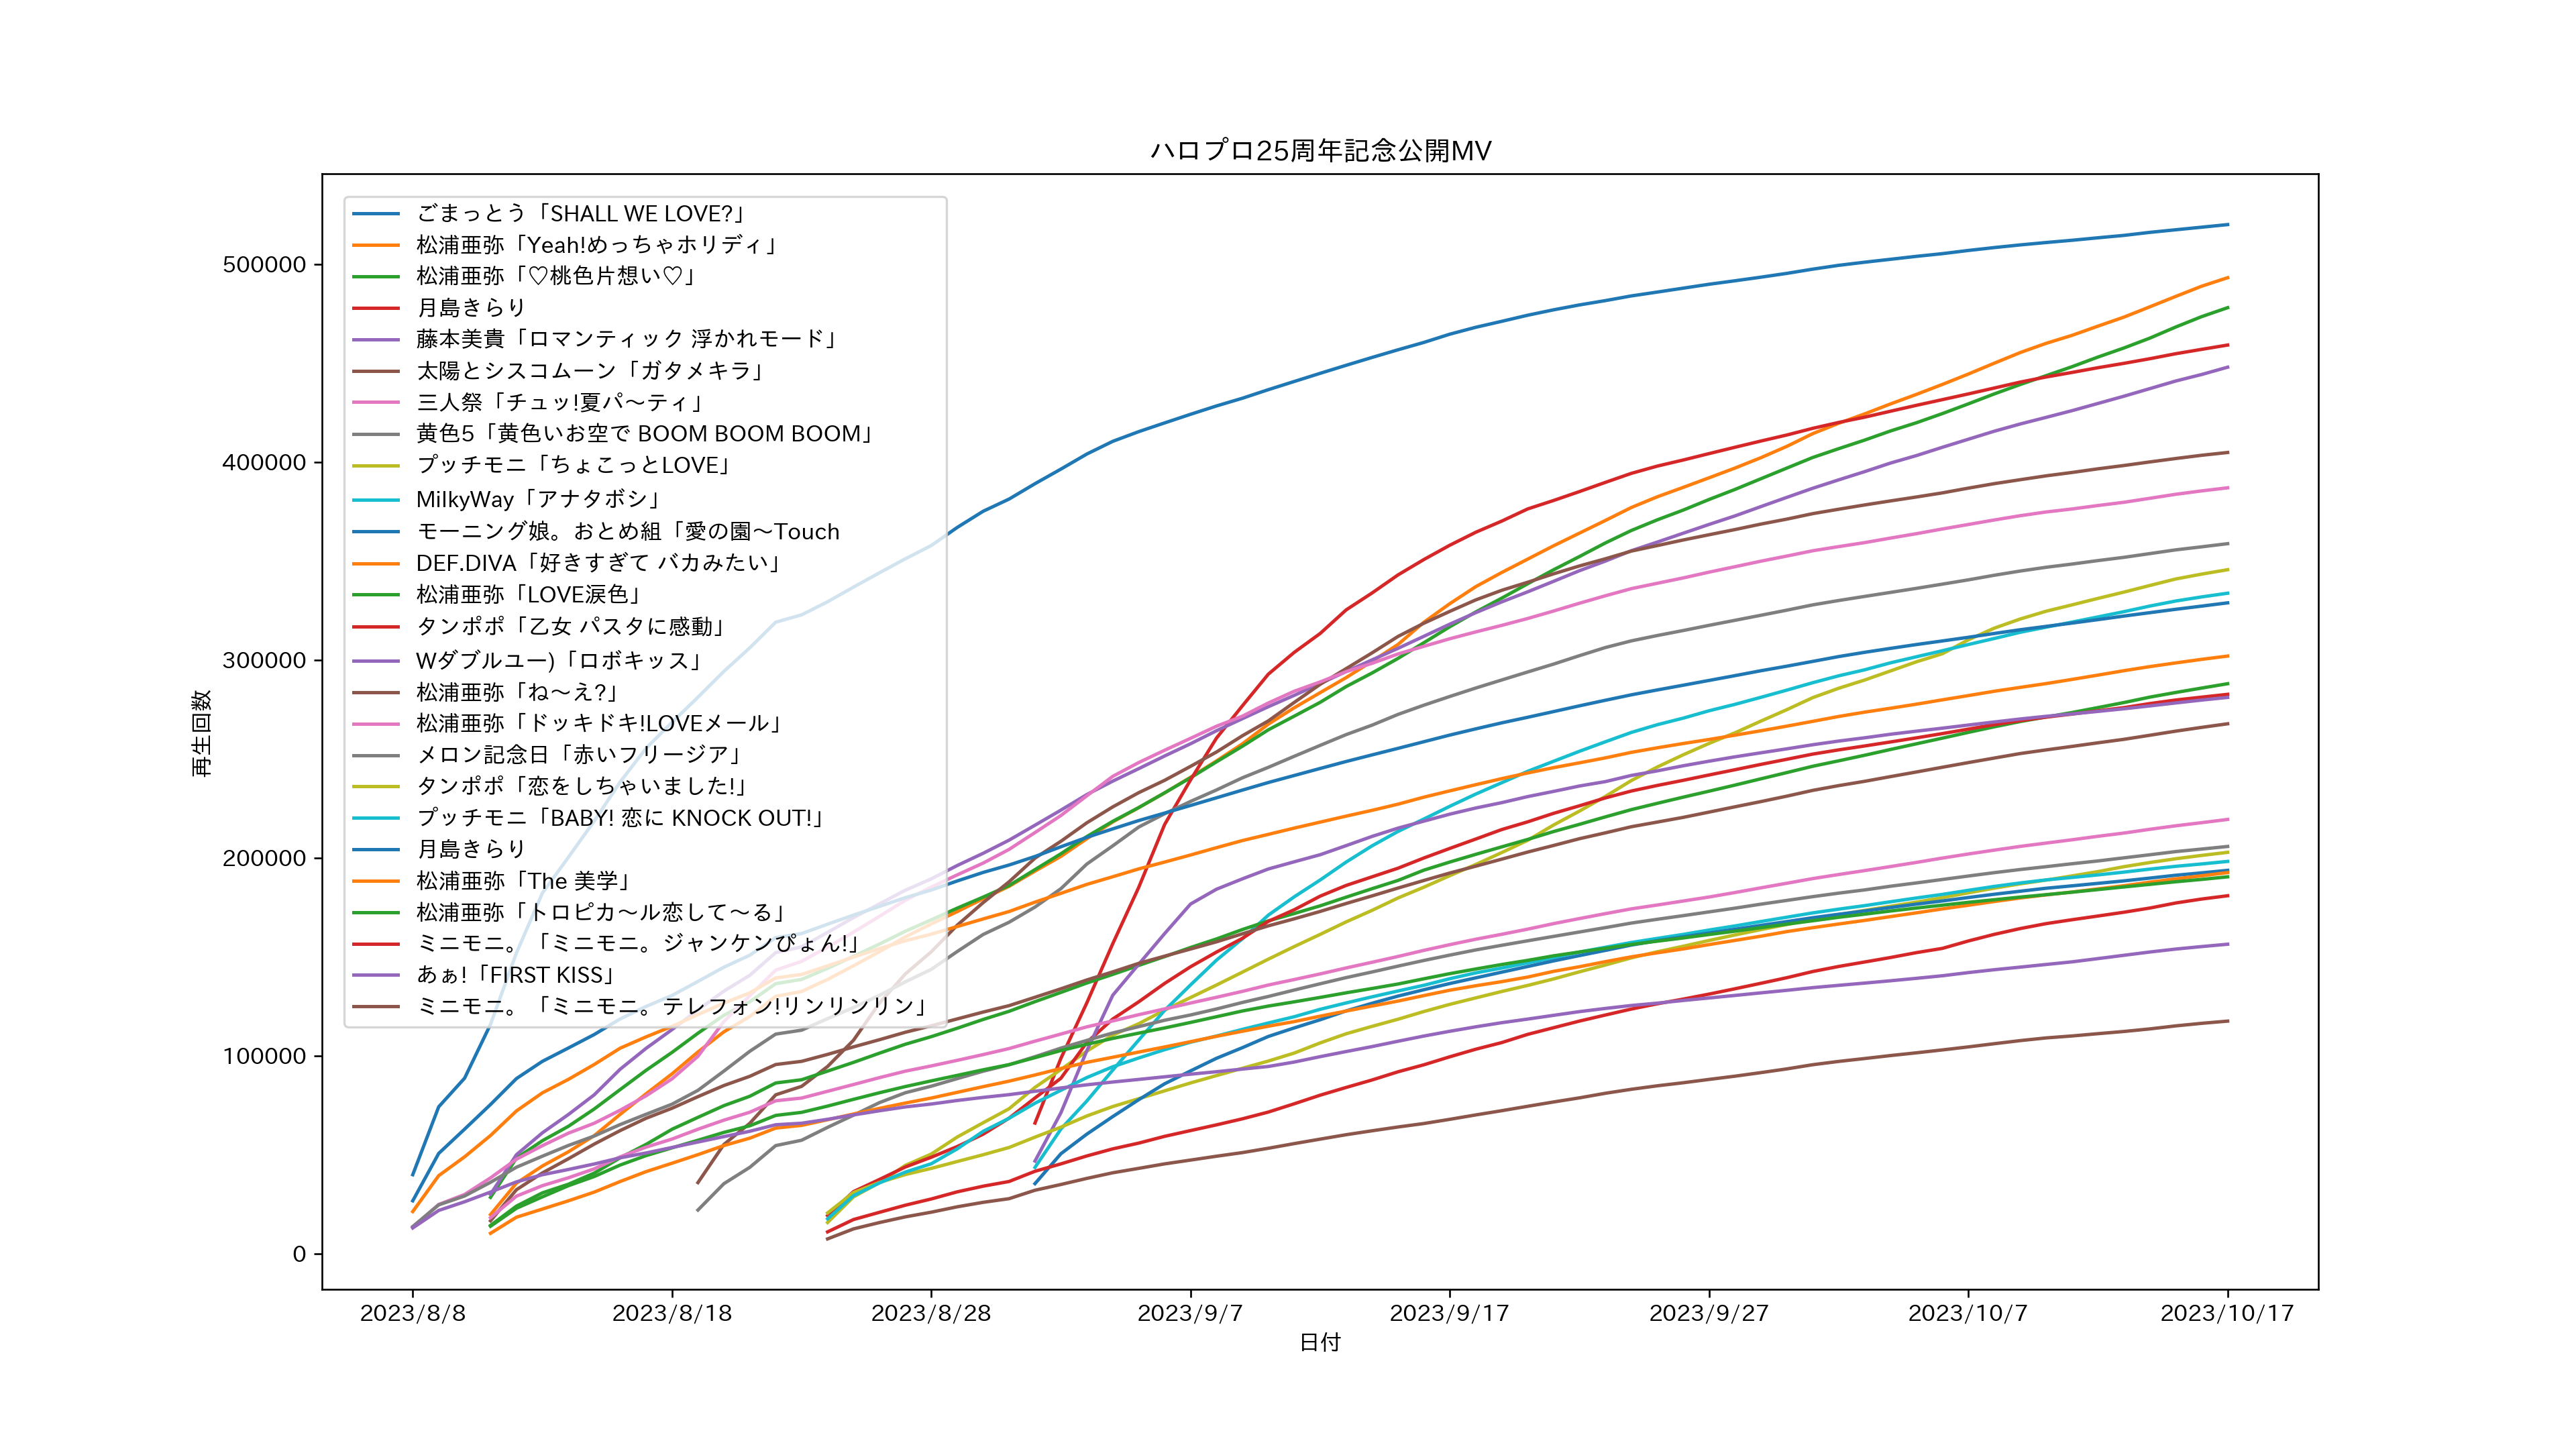 ハロプロ25周年記念公開MV
ごまっとう「SHALL WE LOVE?」
松浦亜弥「Yeah!めっちゃホリディ」
松浦亜弥「♡桃色片想い♡」
月島きらり
藤本美貴「ロマンティック 浮かれモード」
太陽とシスコムーン「ガタメキラ」
三人祭「チュッ!夏パ〜ティ」
黄色5「黄色いお空で BOOM BOOM BOOM」
プッチモニ「ちょこっとLOVE」
MilkyWay「アナタボシ」
モーニング娘。おとめ組「愛の園〜Touch
DEF.DIVA「好きすぎて バカみたい」
松浦亜弥「LOVE涙色」
タンポポ「乙女 パスタに感動」
Wダブルユー)「ロボキッス」
松浦亜弥「ね〜え?」
松浦亜弥「ドッキドキ!LOVEメール」
メロン記念日「赤いフリージア」
タンポポ「恋をしちゃいました!」
プッチモニ「BABY! 恋に KNOCK OUT!」
月島きらり
松浦亜弥「The 美学」
松浦亜弥「トロピカ〜ル恋して〜る」
ミニモニ。「ミニモニ。ジャンケンぴょん!」
あぁ!「FIRST KISS」
ミニモニ。「ミニモニ。テレフォン!リンリンリン」
再生回数
500000
400000
300000
200000
100000
0
2023/8/8
2023/8/18
2023/8/28
2023/9/7
2023/9/17
2023/9/27
2023/10/7
2023/10/17
日付